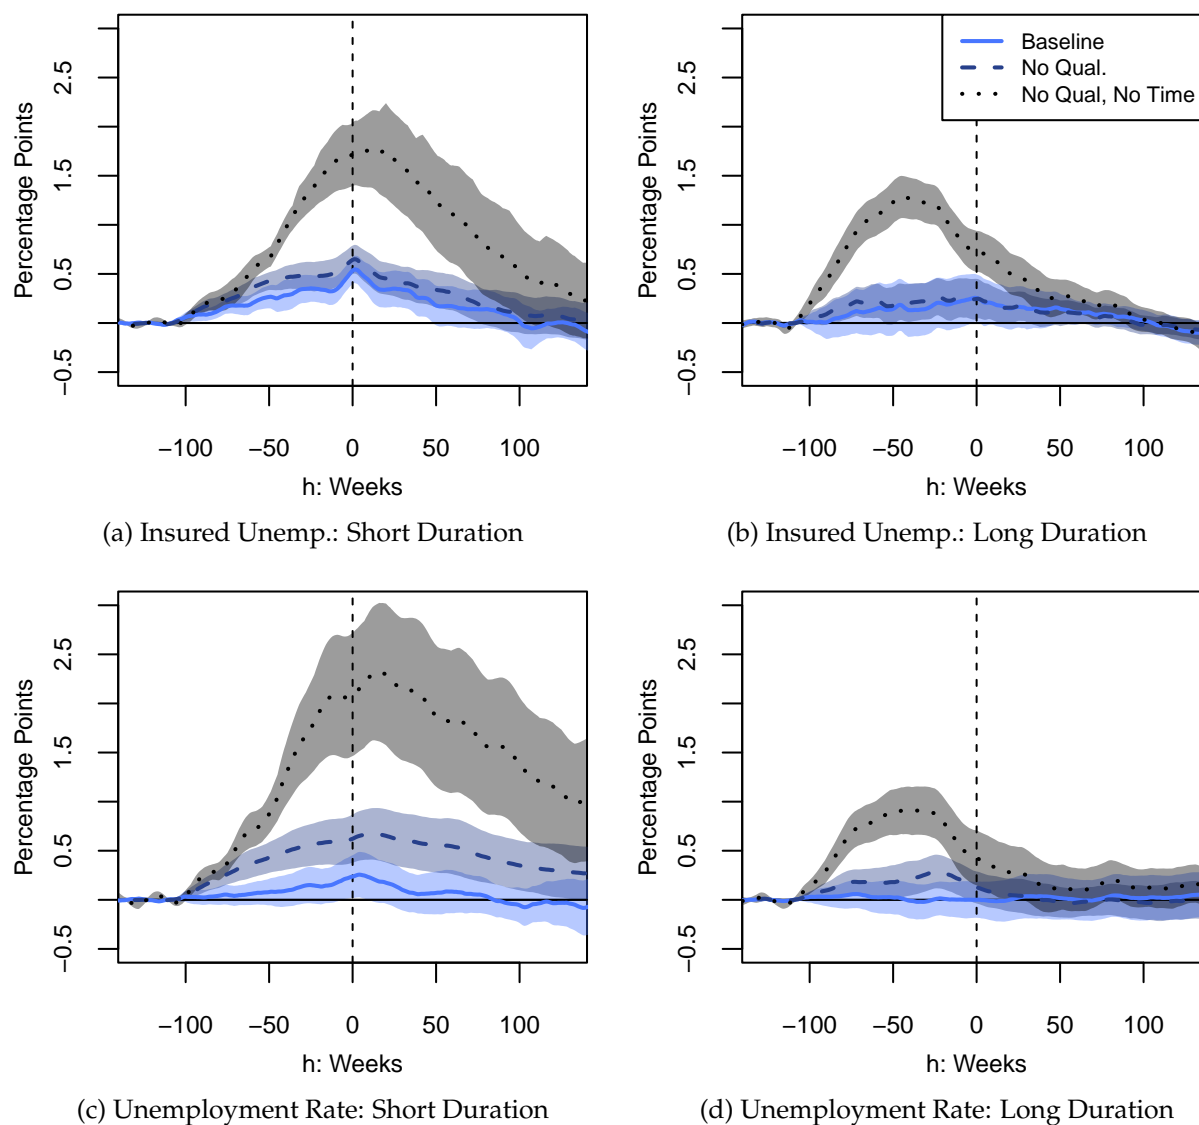 Percentage Points
−0.5 0.5 1.5 2.5
−100 −50 0 50 100
h: Weeks
(a) Insured Unemp.: Short Duration
Baseline
No Qual.
No Qual, No Time
Percentage Points
−0.5 0.5 1.5 2.5
−100 −50 0 50 100
h: Weeks
(b) Insured Unemp.: Long Duration
Percentage Points
−0.5 0.5 1.5 2.5
−100 −50 0 50 100
h: Weeks
(c) Unemployment Rate: Short Duration
Percentage Points
−0.5 0.5 1.5 2.5
−100 −50 0 50 100
h: Weeks
(d) Unemployment Rate: Long Duration